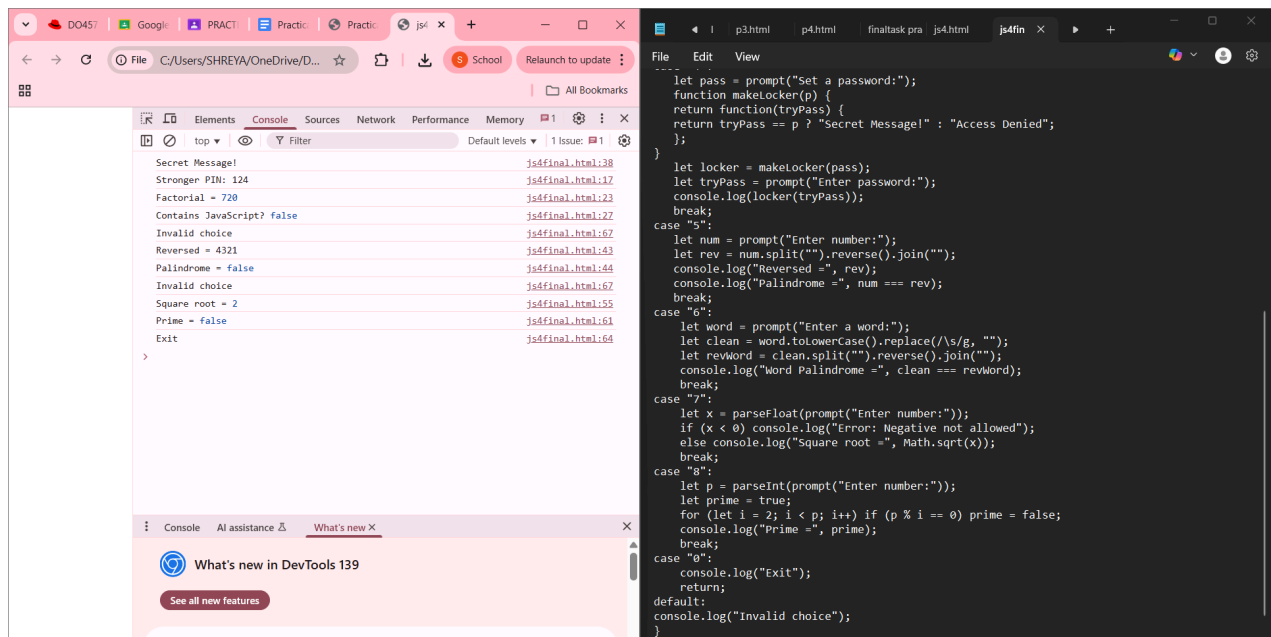 DO457
Google
PRACTI
Practica
Practic
js4
File
C:/Users/SHREYA/OneDrive/D...
S School
Relaunch to update
All Bookmarks
Elements Console Sources Network Performance Memory 1
top Filter Default levels 1 Issue: 1
Secret Message! js4final.html:38
Stronger PIN: 124 js4final.html:17
Factorial = 720 js4final.html:23
Contains JavaScript? false js4final.html:27
Invalid choice js4final.html:67
Reversed = 4321 js4final.html:43
Palindrome = false js4final.html:44
Invalid choice js4final.html:67
Square root = 2 js4final.html:55
Prime = false js4final.html:61
Exit js4final.html:64
Console AI assistance What's new
What's new in DevTools 139
See all new features
p3.html p4.html finaltask pra js4.html js4fin
File Edit View
let pass = prompt("Set a password:");
function makeLocker(p) {
return function(tryPass) {
return tryPass == p ? "Secret Message!" : "Access Denied";
};
}
let locker = makeLocker(pass);
let tryPass = prompt("Enter password:");
console.log(locker(tryPass));
break;
case "5":
let num = prompt("Enter number:");
let rev = num.split("").reverse().join("");
console.log("Reversed =", rev);
console.log("Palindrome =", num === rev);
break;
case "6":
let word = prompt("Enter a word:");
let clean = word.toLowerCase().replace(/\s/g, "");
let revWord = clean.split("").reverse().join("");
console.log("Word Palindrome =", clean === revWord);
break;
case "7":
let x = parseFloat(prompt("Enter number:"));
if (x < 0) console.log("Error: Negative not allowed");
else console.log("Square root =", Math.sqrt(x));
break;
case "8":
let p = parseInt(prompt("Enter number:"));
let prime = true;
for (let i = 2; i < p; i++) if (p % i == 0) prime = false;
console.log("Prime =", prime);
break;
case "0":
console.log("Exit");
return;
default:
console.log("Invalid choice");
}